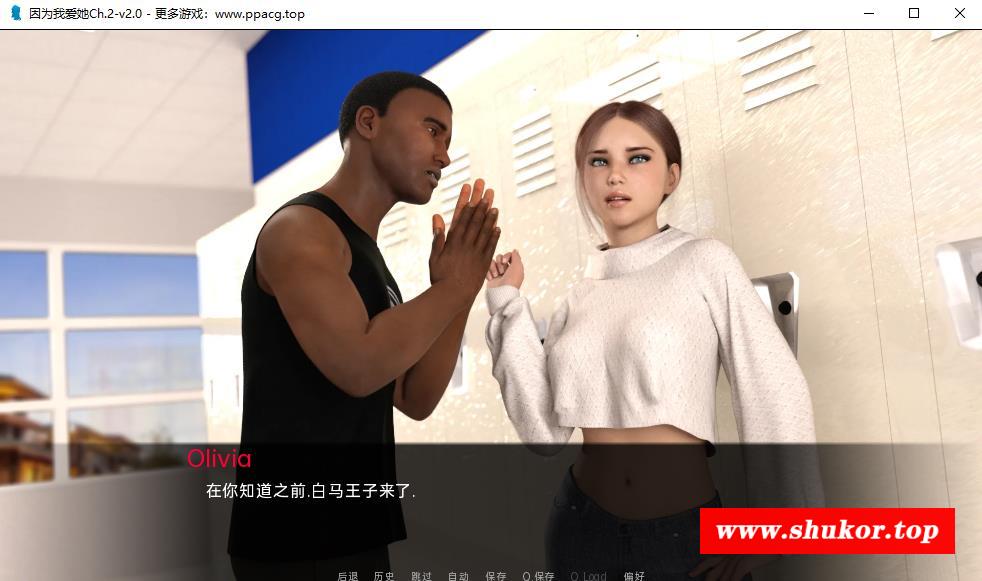 因为我爱她Ch.2-v2.0 - 更多游戏：www.ppacg.top
Olivia
在你知道之前.白马王子来了.
www.shukor.top
后退 历史 跳过 自动 保存 Q.保存 Q.Load 偏好